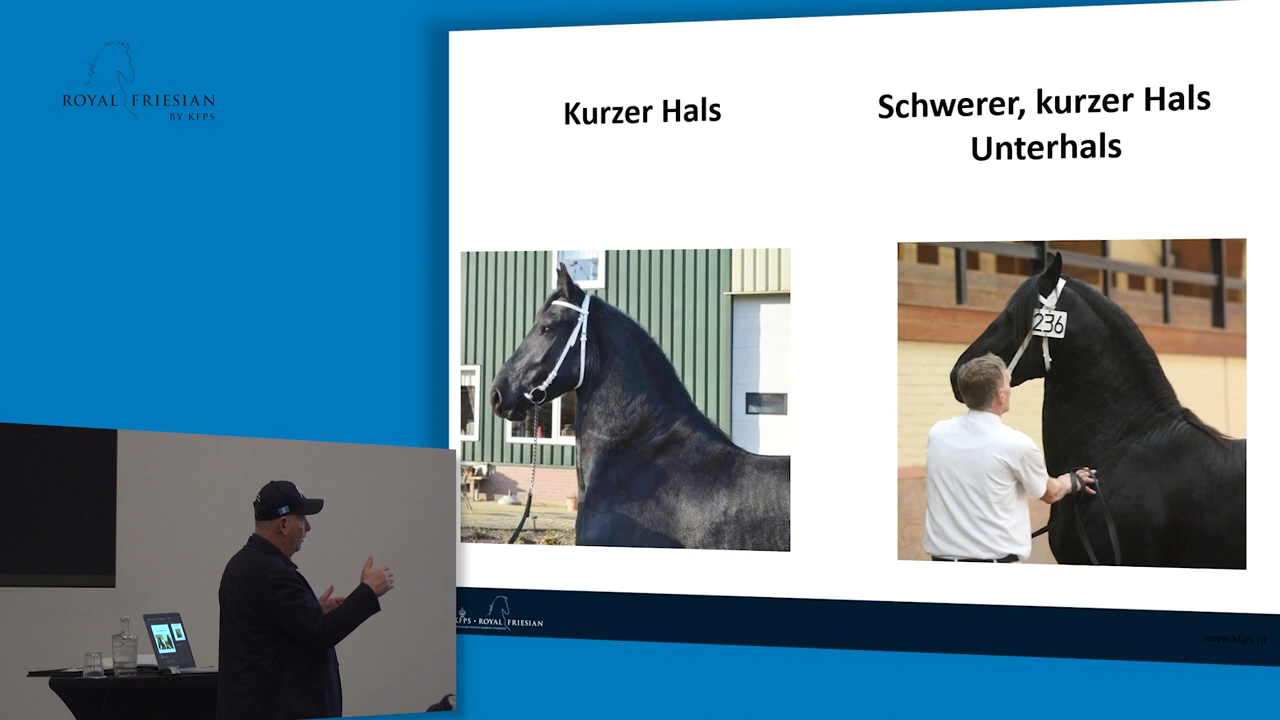 ROYAL FRIESIAN
BY KFPS
Kurzer Hals
Schwerer, kurzer Hals
Unterhals
236
KFPS • ROYAL FRIESIAN
www.kfps.nl